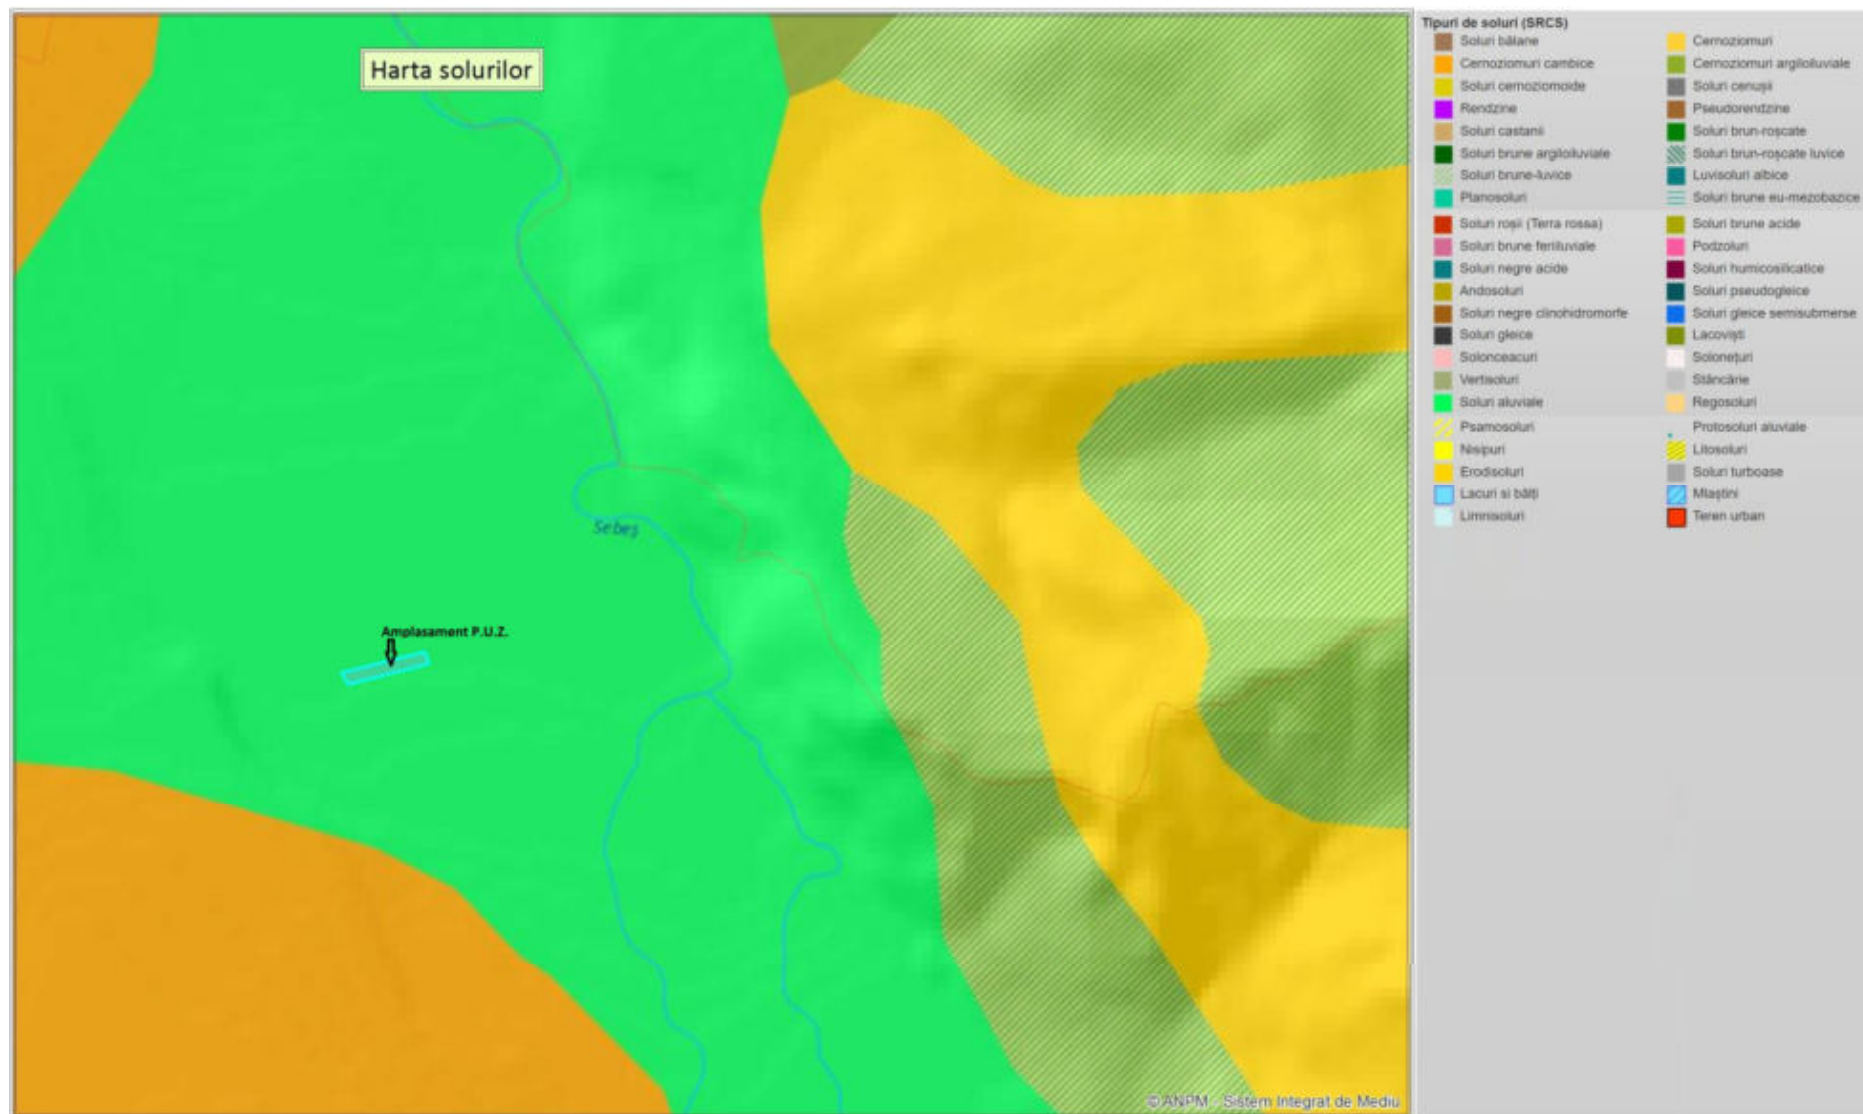 Harta solurilor
Sebeș
Amplasament P.U.Z.
© ANPM - Sistem Integrat de Mediu
Tipuri de soluri (SRCS)
Soluri bălane
Cernoziomuri
Cernoziomuri cambice
Cernoziomuri argiloiluviale
Soluri cernoziomoide
Soluri cenușii
Rendzine
Pseudorendzine
Soluri castanii
Soluri brun-roșcate
Soluri brune argiloiluviale
Soluri brun-roșcate luvice
Soluri brune-luvice
Luvisoluri albice
Planosoluri
Soluri brune eu-mezobazice
Soluri roșii (Terra rossa)
Soluri brune acide
Soluri brune feriiluviale
Podzoluri
Soluri negre acide
Soluri humicosilicatice
Andosoluri
Soluri pseudogleice
Soluri negre clinohidromorfe
Soluri gleice semisubmerse
Soluri gleice
Lacoviști
Solonceacuri
Solonețuri
Vertisoluri
Stâncărie
Soluri aluviale
Regosoluri
Psamosoluri
Protosoluri aluviale
Nisipuri
Litosoluri
Erodisoluri
Soluri turboase
Lacuri si bălți
Mlaștini
Limnisoluri
Teren urban